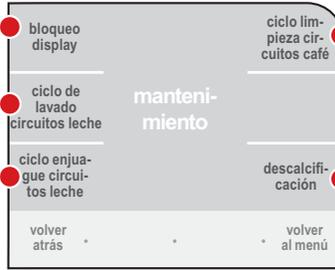 bloqueo
display
ciclo de
lavado
circuitos leche
ciclo enjua-
gue circui-
tos leche
manteni-
miento
ciclo lim-
pieza cir-
cuitos café
descalcifi-
cación
volver
atrás
volver
al menú